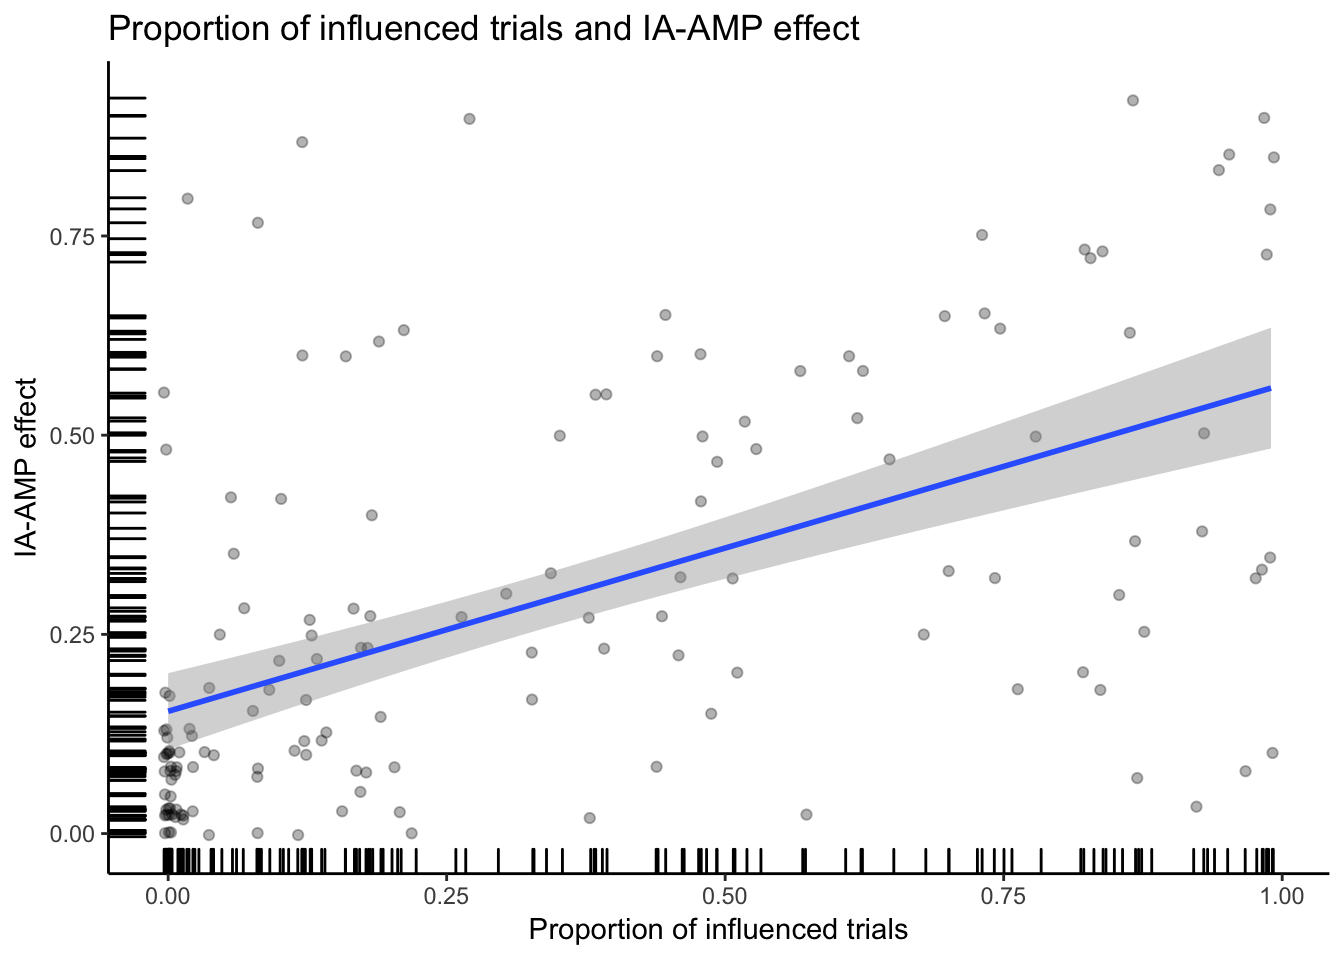 Proportion of influenced trials and IA-AMP effect
IA-AMP effect
0.75
0.50
0.25
0.00
0.00 0.25 0.50 0.75 1.00
Proportion of influenced trials